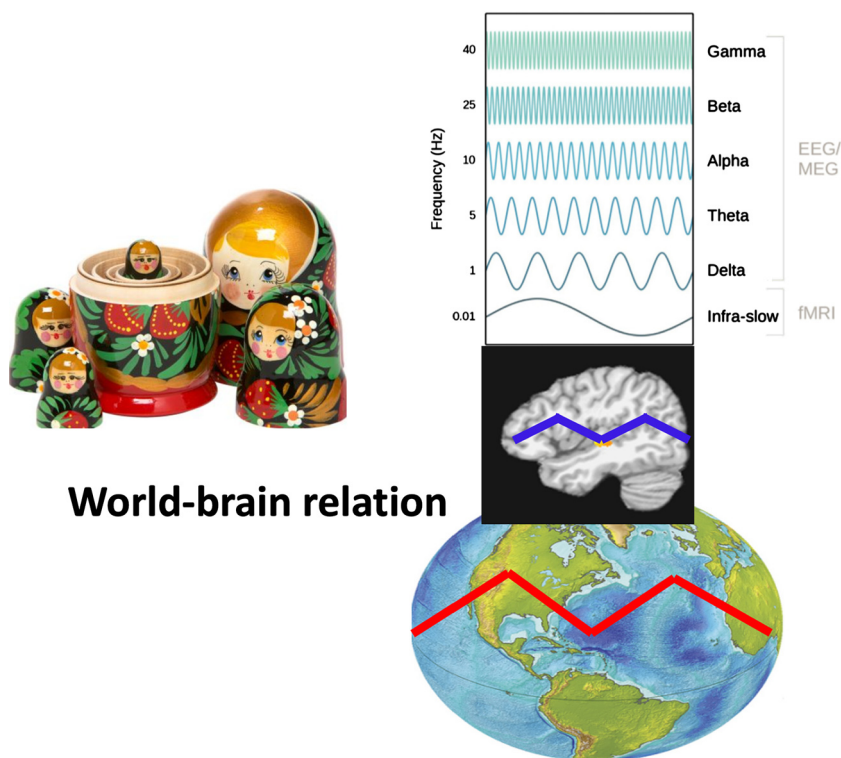 40
Gamma
25
Beta
EEG/
MEG
Frequency (Hz)
10
Alpha
5
Theta
1
Delta
0.01
Infra-slow
fMRI
World-brain relation